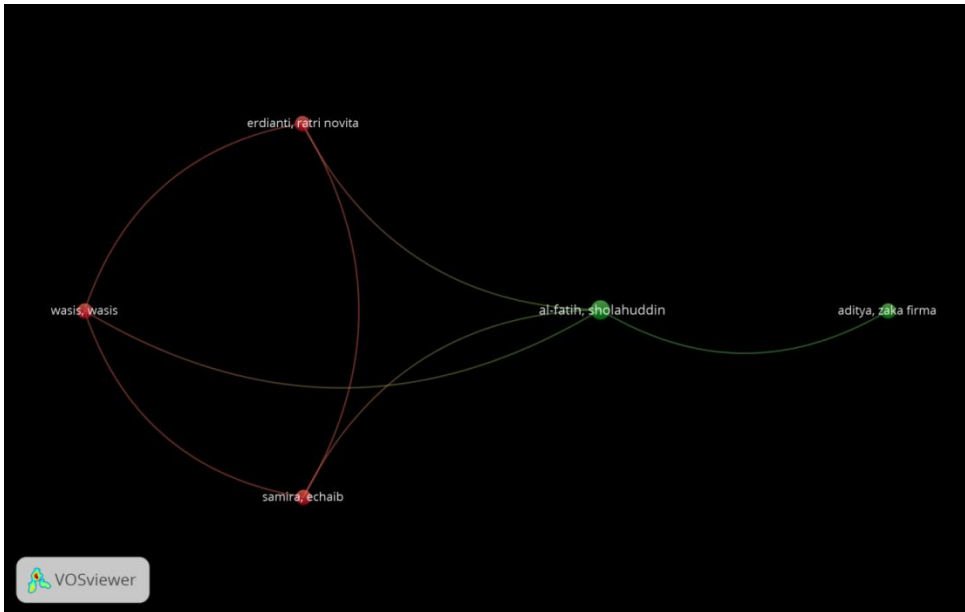 erdianti, ratri novita
wasis, wasis
al-fatih, sholahuddin
aditya, zaka firma
samira, echaib
VOSviewer